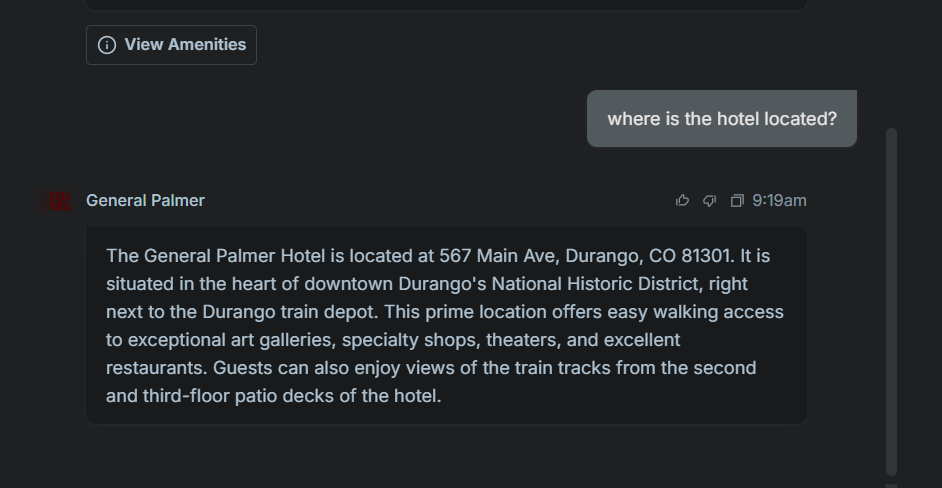 View Amenities
where is the hotel located?
General Palmer
9:19am
The General Palmer Hotel is located at 567 Main Ave, Durango, CO 81301. It is
situated in the heart of downtown Durango's National Historic District, right
next to the Durango train depot. This prime location offers easy walking access
to exceptional art galleries, specialty shops, theaters, and excellent
restaurants. Guests can also enjoy views of the train tracks from the second
and third-floor patio decks of the hotel.